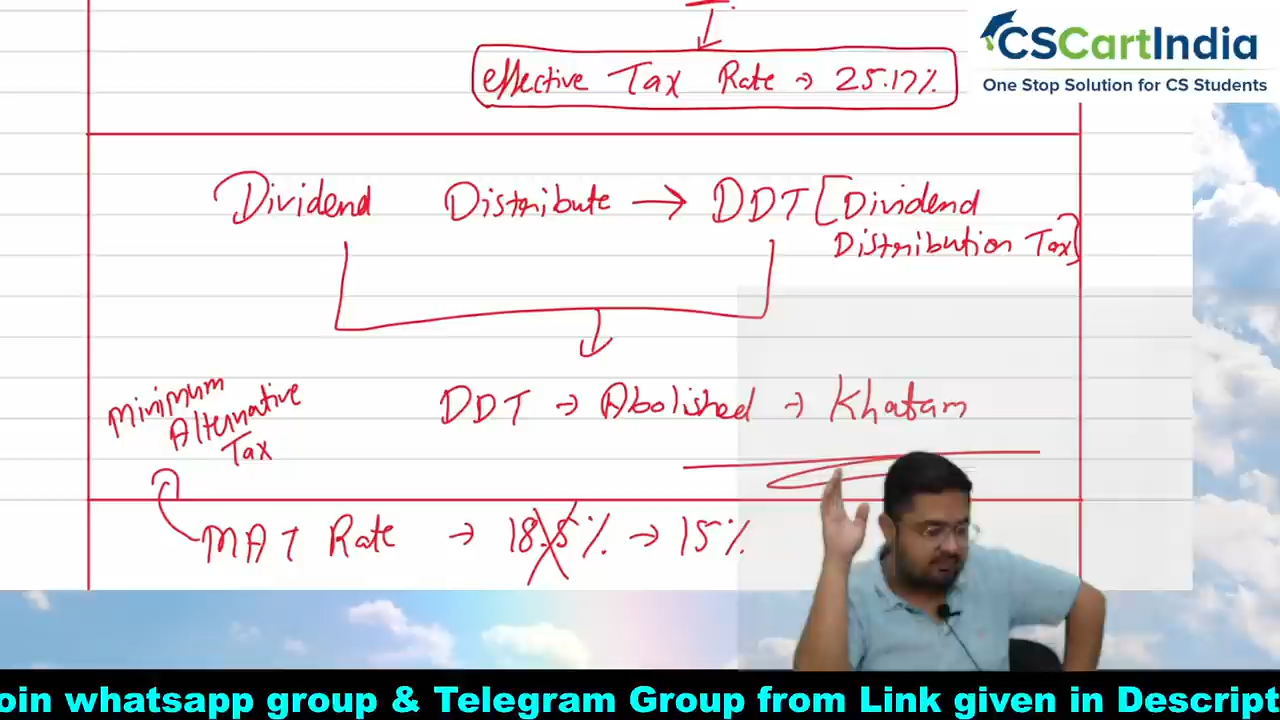 CSCartIndia
One Stop Solution for CS Students
effective Tax Rate → 25.17%
Dividend Distribute → DDT [Dividend
Distribution Tax]
DDT → Abolished → Khatam
Minimum
Alternative
Tax
MAT Rate → 18.5% → 15%
oin whatsapp group & Telegram Group from Link given in Descript